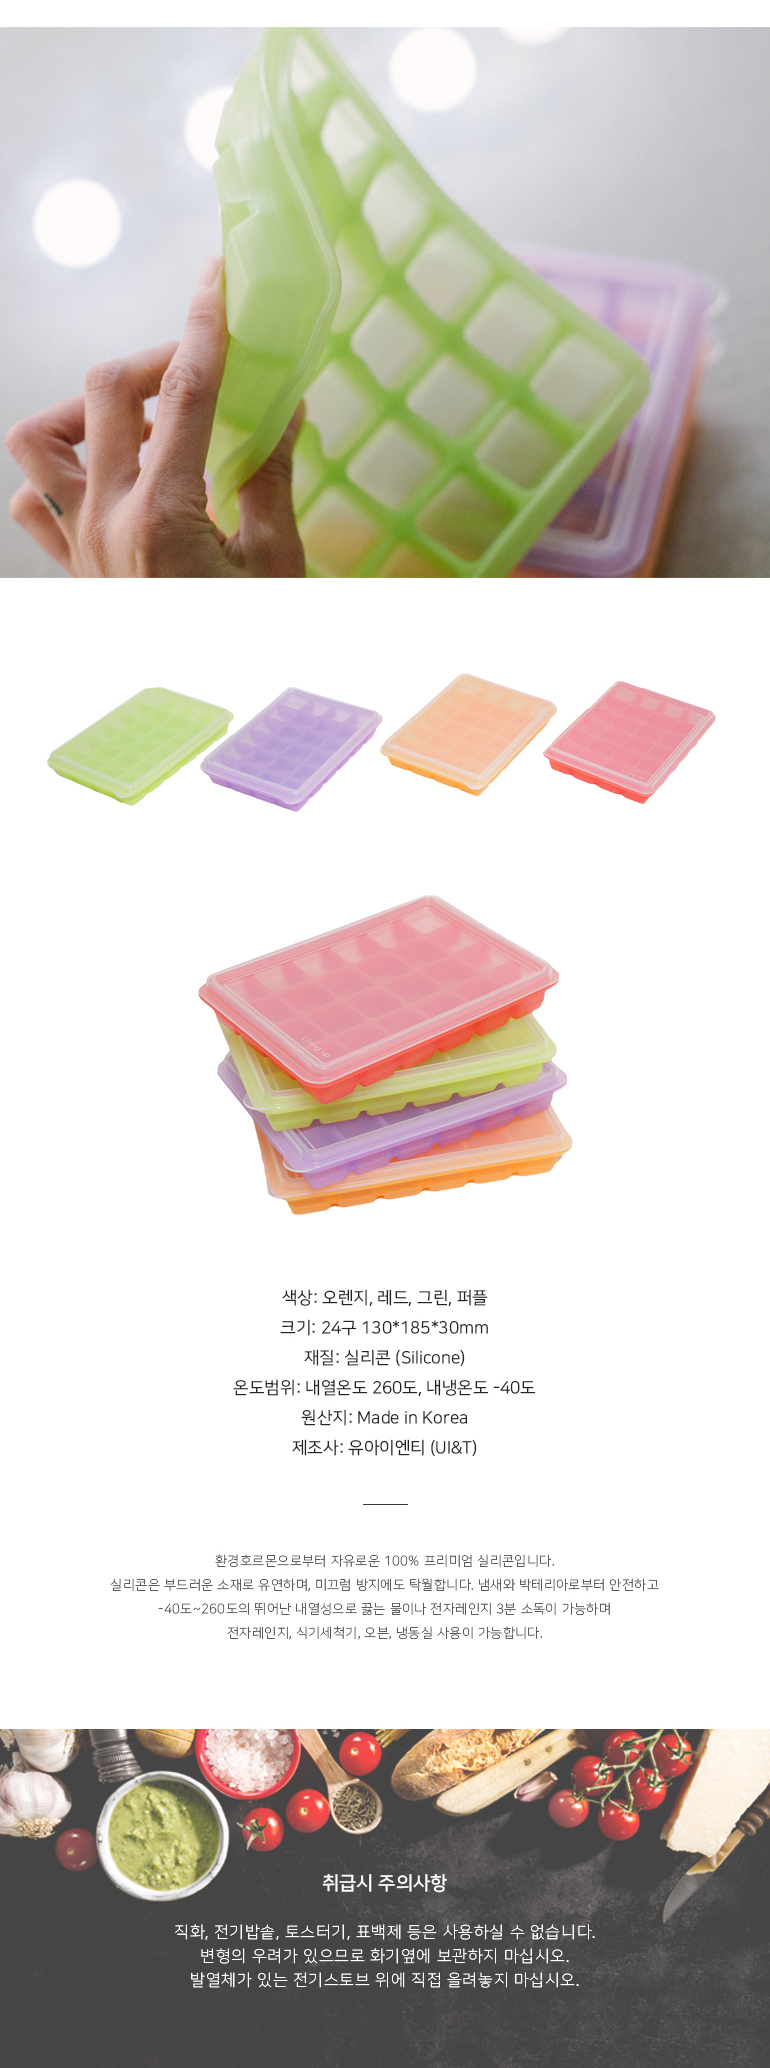 색상: 오렌지, 레드, 그린, 퍼플
크기: 24구 130*185*30mm
재질: 실리콘 (Silicone)
온도범위: 내열온도 260도, 내냉온도 -40도
원산지: Made in Korea
제조사: 유아이엔티 (UI&T)
환경호르몬으로부터 자유로운 100% 프리미엄 실리콘입니다.
실리콘은 부드러운 소재로 유연하며, 미끄럼 방지에도 탁월합니다. 냄새와 박테리아로부터 안전하고
-40도~260도의 뛰어난 내열성으로 끓는 물이나 전자레인지 3분 소독이 가능하며
전자레인지, 식기세척기, 오븐, 냉동실 사용이 가능합니다.
취급시 주의사항
직화, 전기밥솥, 토스터기, 표백제 등은 사용하실 수 없습니다.
변형의 우려가 있으므로 화기옆에 보관하지 마십시오.
발열체가 있는 전기스토브 위에 직접 올려놓지 마십시오.